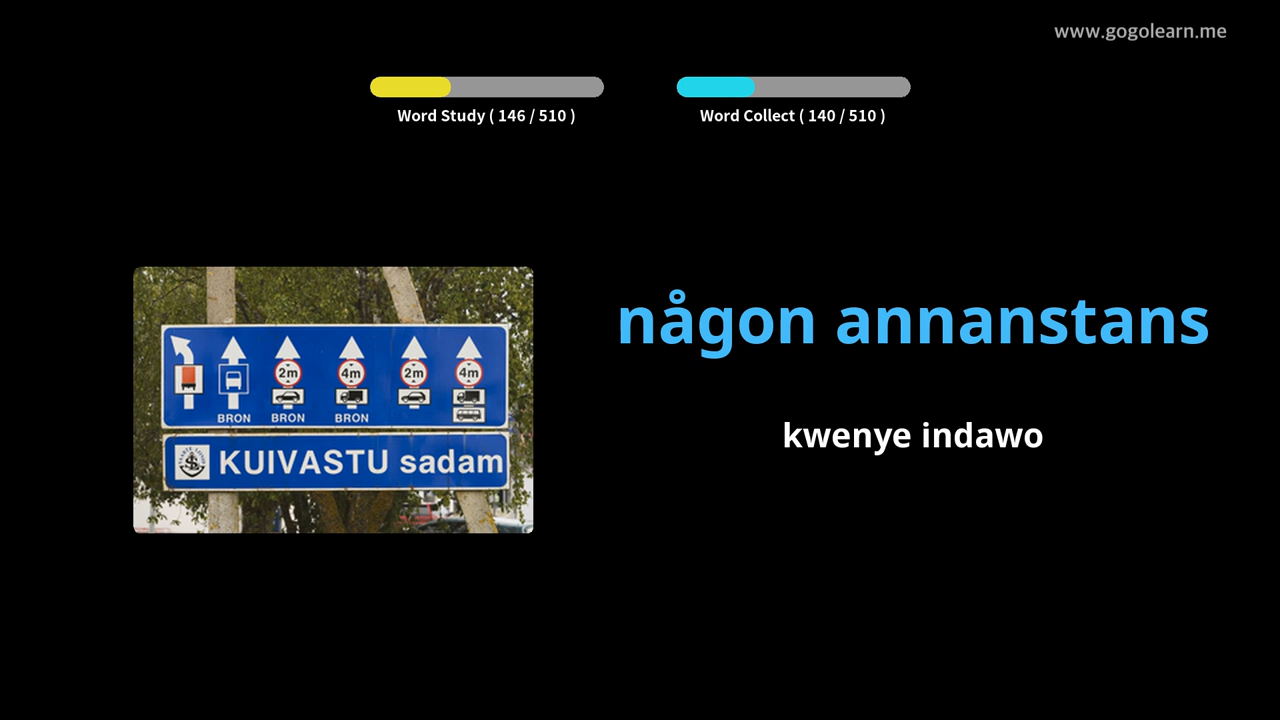 www.gogolearn.me
Word Study ( 146 / 510 )
Word Collect ( 140 / 510 )
2m
4m
2m
4m
BRON
BRON
BRON
KUIVASTU sadam
någon annanstans
kwenye indawo